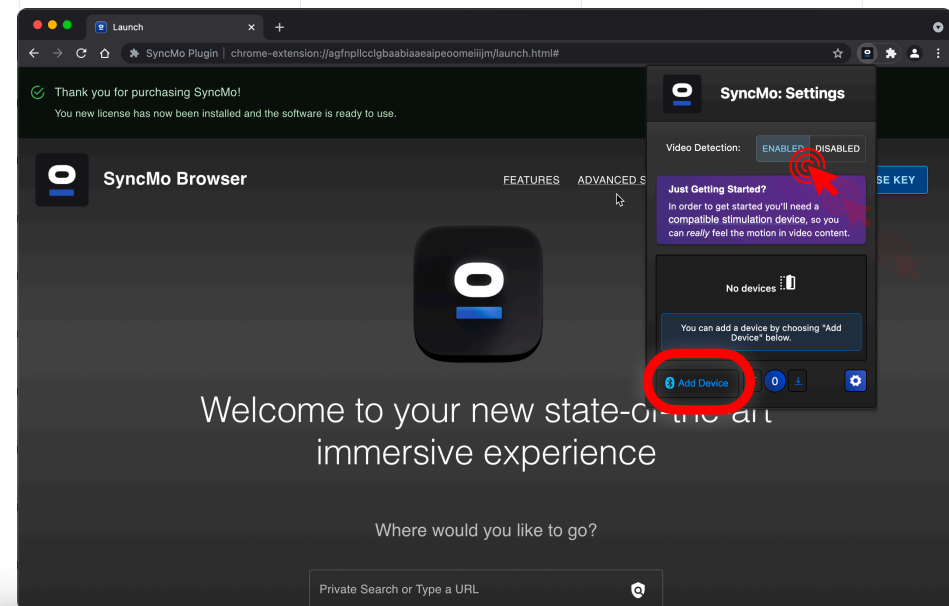 Launch
SyncMo Plugin | chrome-extension://agfnpllcclgbaabiaaeaipeoomeiiijm/launch.html#
Thank you for purchasing SyncMo!
You new license has now been installed and the software is ready to use.
SyncMo Browser
FEATURES
ADVANCED S
SE KEY
SyncMo: Settings
Video Detection:
ENABLED
DISABLED
Just Getting Started?
In order to get started you'll need a
compatible stimulation device, so you
can really feel the motion in video content.
No devices
You can add a device by choosing "Add
Device" below.
Add Device
0
Welcome to your new state-of-the-art
immersive experience
Where would you like to go?
Private Search or Type a URL